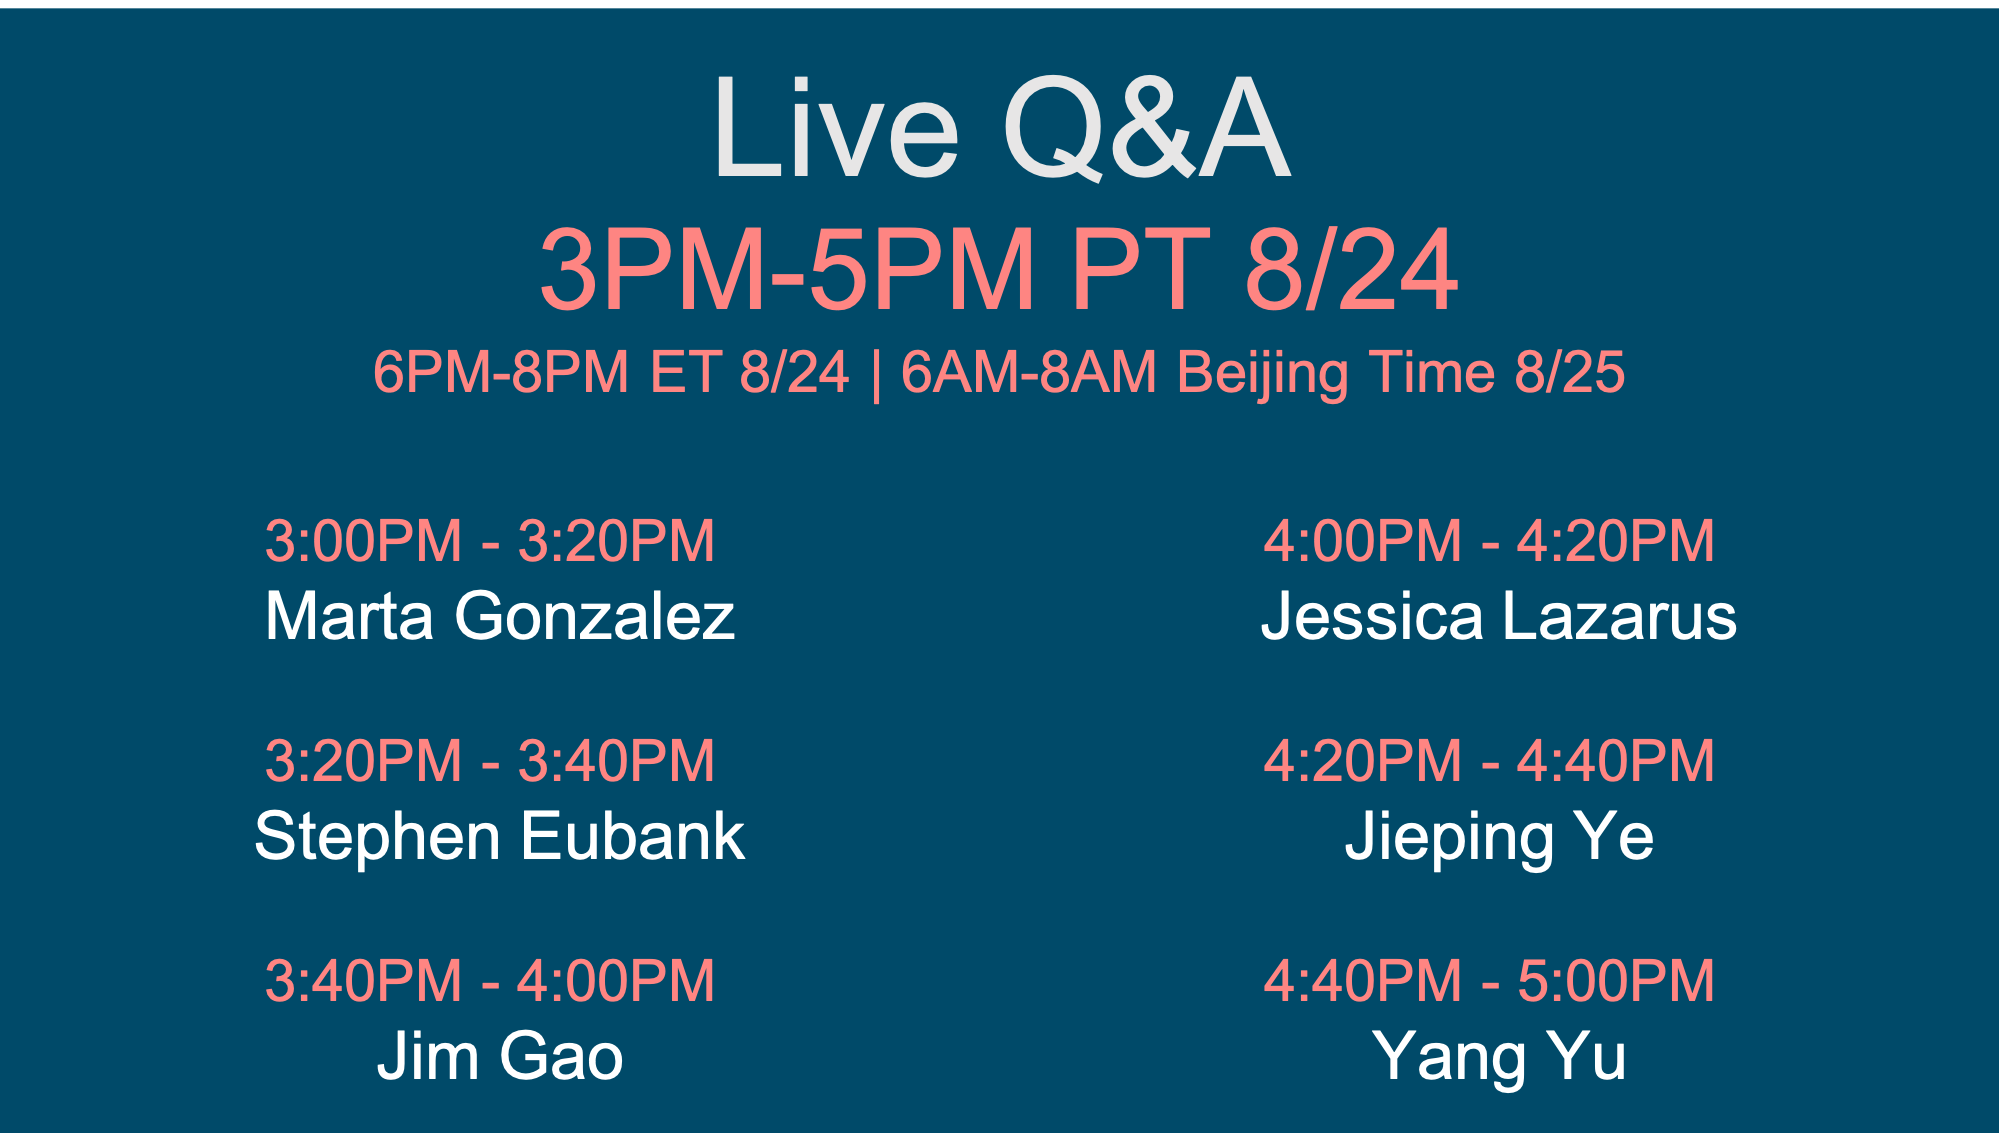 Live Q&A
3PM-5PM PT 8/24
6PM-8PM ET 8/24 | 6AM-8AM Beijing Time 8/25
3:00PM - 3:20PM
Marta Gonzalez
3:20PM - 3:40PM
Stephen Eubank
3:40PM - 4:00PM
Jim Gao
4:00PM - 4:20PM
Jessica Lazarus
4:20PM - 4:40PM
Jieping Ye
4:40PM - 5:00PM
Yang Yu